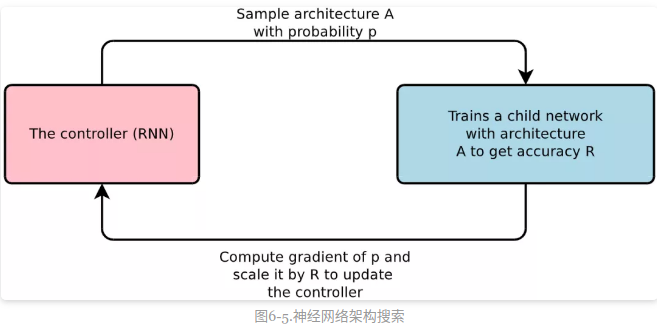 Sample architecture A
with probability p
The controller (RNN)
Trains a child network
with architecture
A to get accuracy R
Compute gradient of p and
scale it by R to update
the controller
图6-5.神经网络架构搜索